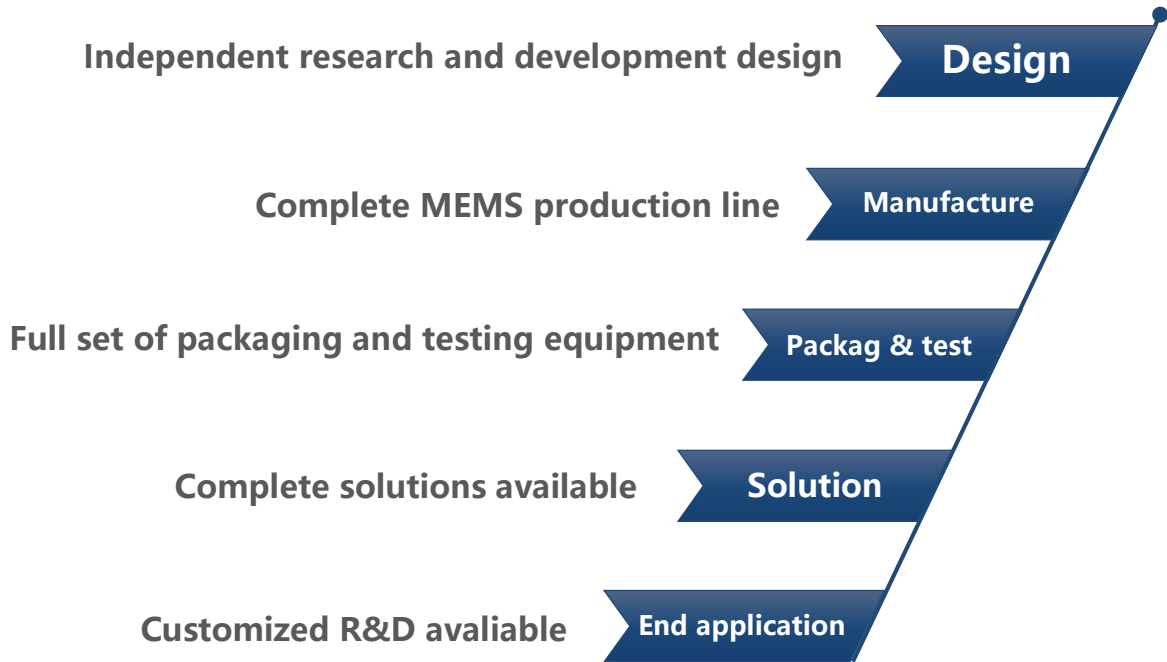 Independent research and development design
Design
Complete MEMS production line
Manufacture
Full set of packaging and testing equipment
Packag & test
Complete solutions available
Solution
Customized R&D avaliable
End application